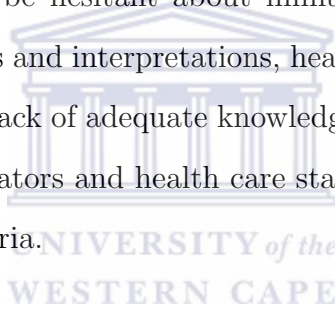 be hesitant about
s and interpretations, hea
ack of adequate knowledg
ators and health care sta
ria.
UNIVERSITY of the
WESTERN CAPE